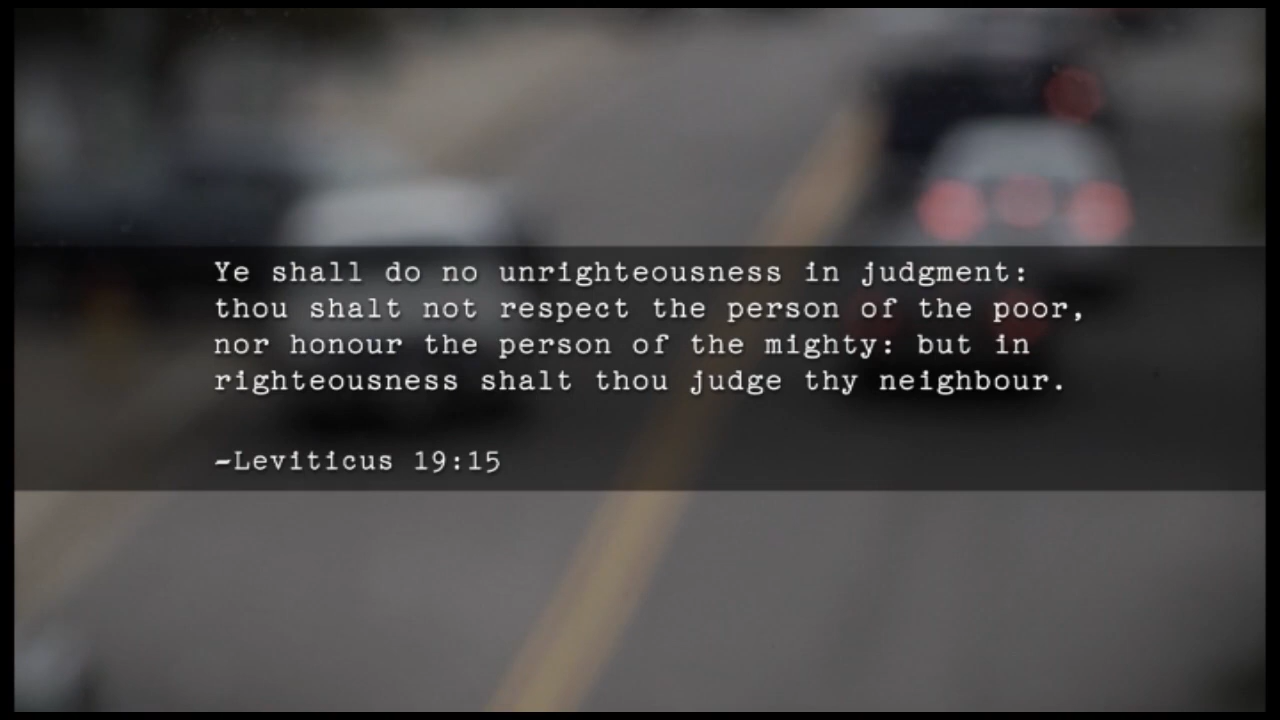 Ye shall do no unrighteousness in judgment:
thou shalt not respect the person of the poor,
nor honour the person of the mighty: but in
righteousness shalt thou judge thy neighbour.
-Leviticus 19:15